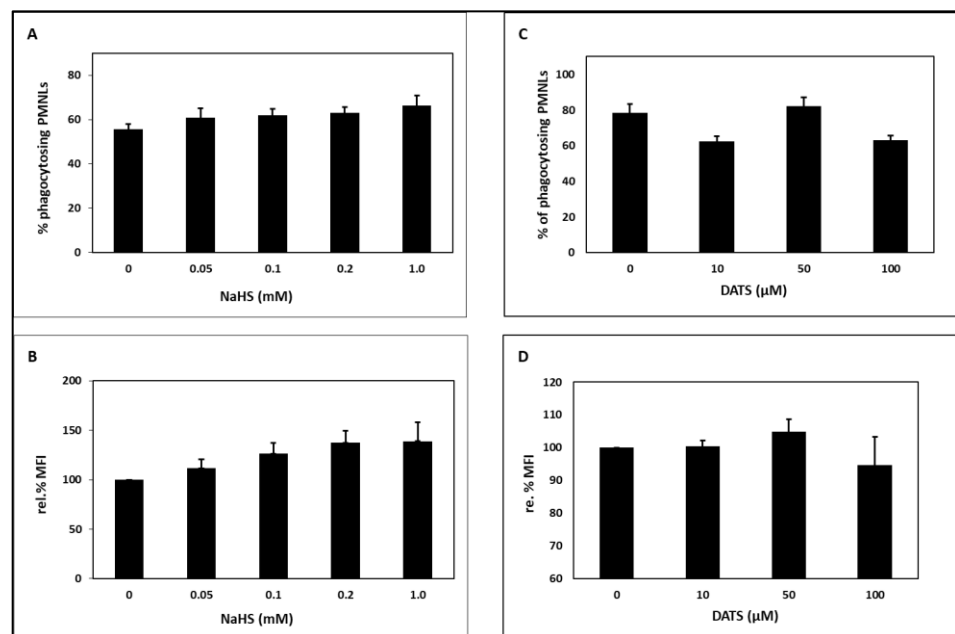 A
% phagocytosing PMNLs
80
60
40
20
0
0 0.05 0.1 0.2 1.0
NaHS (mM)
C
% of phagocytosing PMNLs
100
80
60
40
20
0
0 10 50 100
DATS (µM)
B
rel.% MFI
200
150
100
50
0
0 0.05 0.1 0.2 1.0
NaHS (mM)
D
re. % MFI
120
110
100
90
80
70
60
0 10 50 100
DATS (µM)